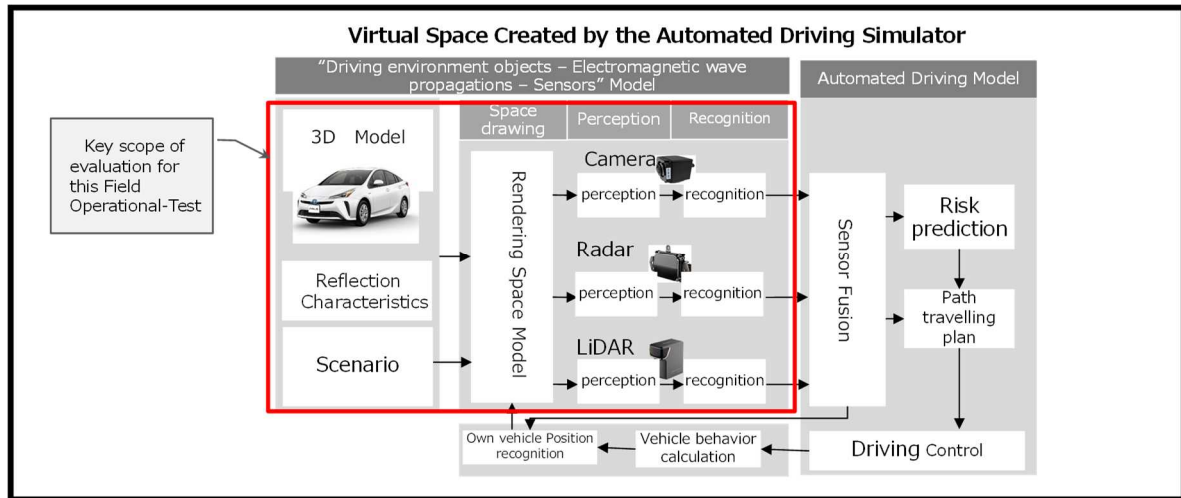 Virtual Space Created by the Automated Driving Simulator
"Driving environment objects – Electromagnetic wave
propagations – Sensors" Model
Automated Driving Model
Key scope of
evaluation for
this Field
Operational-Test
3D Model
Reflection
Characteristics
Scenario
Space
drawing
Perception
Recognition
Rendering Space Model
Camera
perception
recognition
Radar
perception
recognition
LiDAR
perception
recognition
Sensor Fusion
Risk
prediction
Path
travelling
plan
Own vehicle Position
recognition
Vehicle behavior
calculation
Driving Control